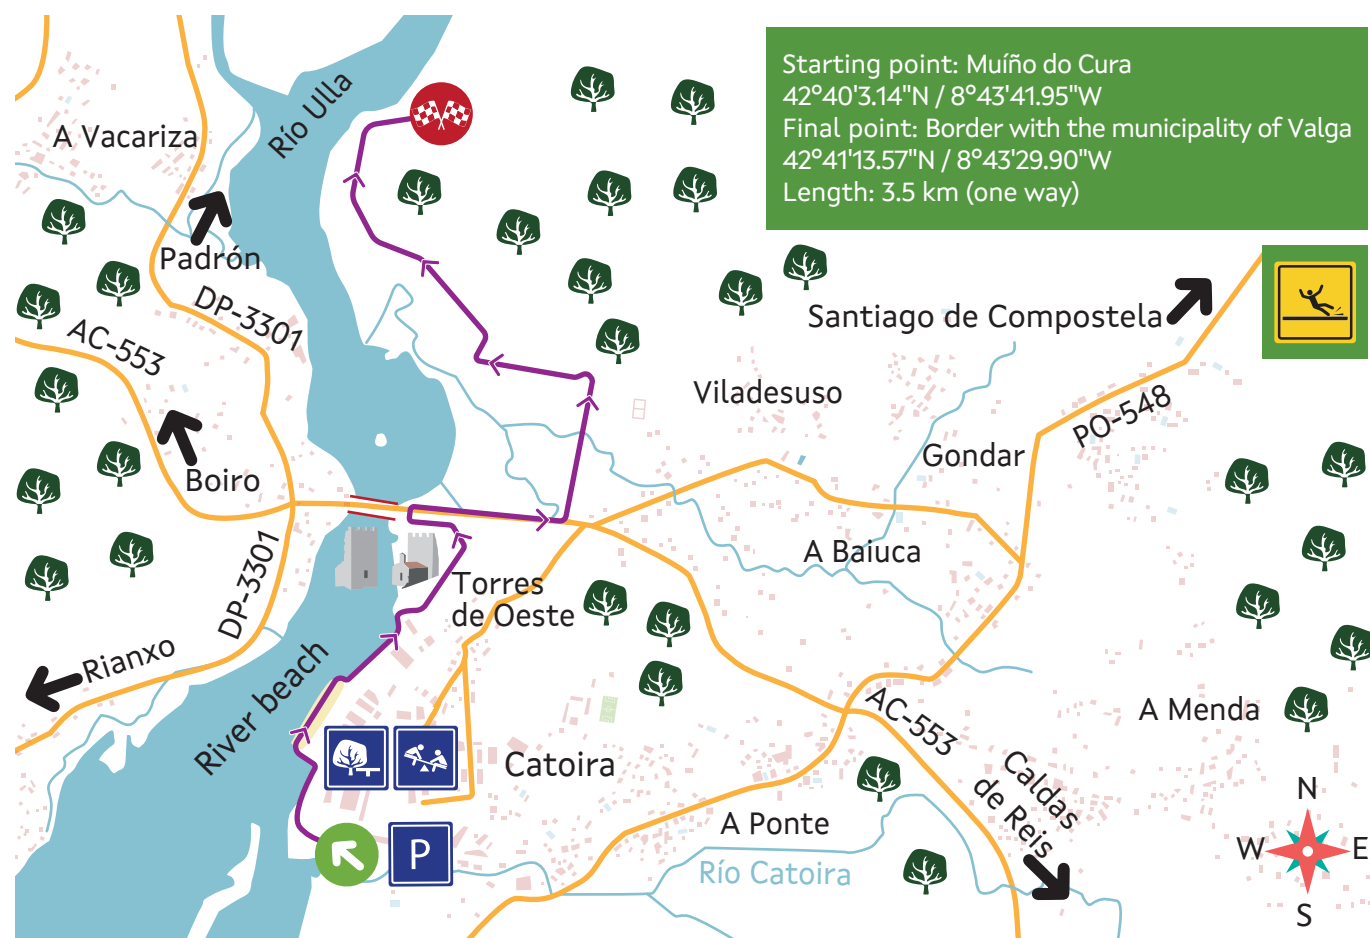 Starting point: Muíño do Cura
42°40'3.14"N / 8°43'41.95"W
Final point: Border with the municipality of Valga
42°41'13.57"N / 8°43'29.90"W
Length: 3.5 km (one way)
Río Ulla
A Vacariza
Padrón
DP-3301
AC-553
Santiago de Compostela
Viladesuso
PO-548
Gondar
Boiro
A Baiuca
DP-3301
Torres
de Oeste
Rianxo
River beach
AC-553
A Menda
Catoira
Caldas
de Reis
N
A Ponte
W
E
P
Río Catoira
S